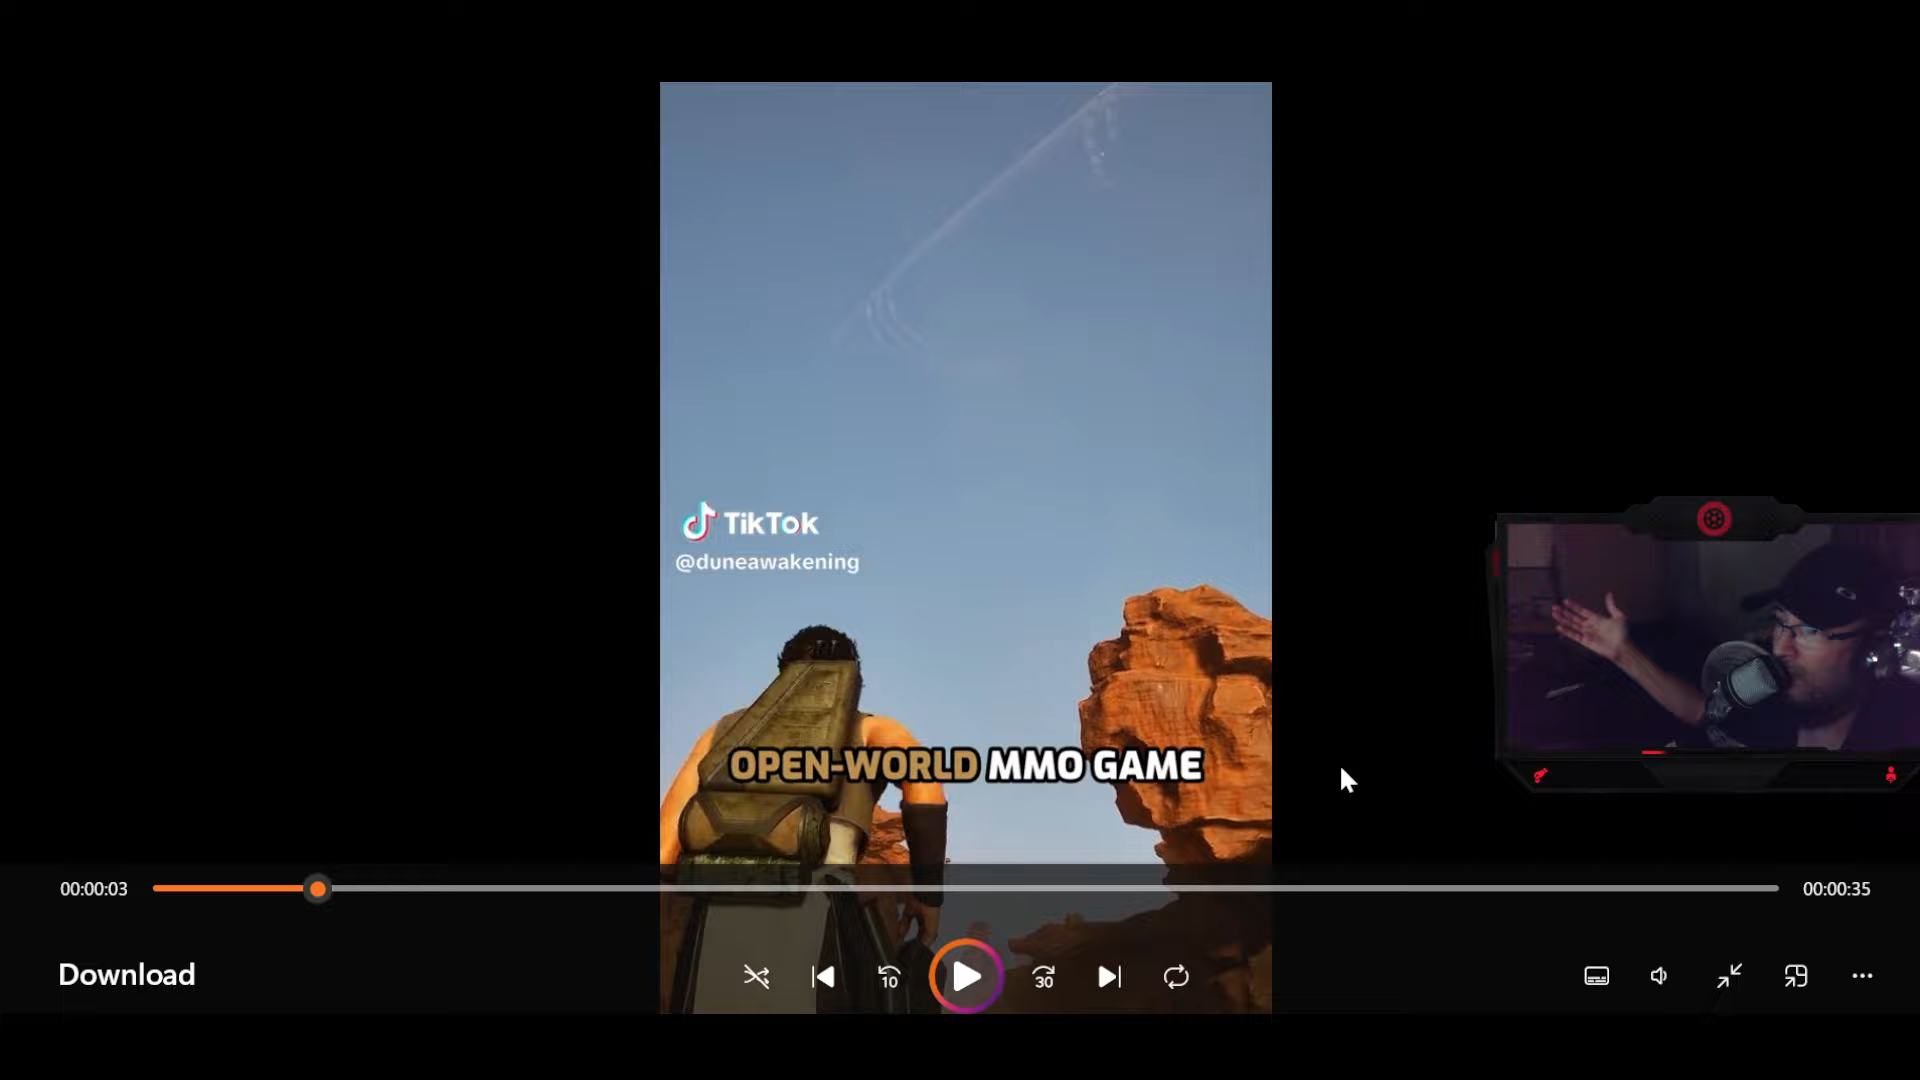 TikTok
@duneawakening
OPEN-WORLD MMO GAME
00:00:03
00:00:35
Download
10
30